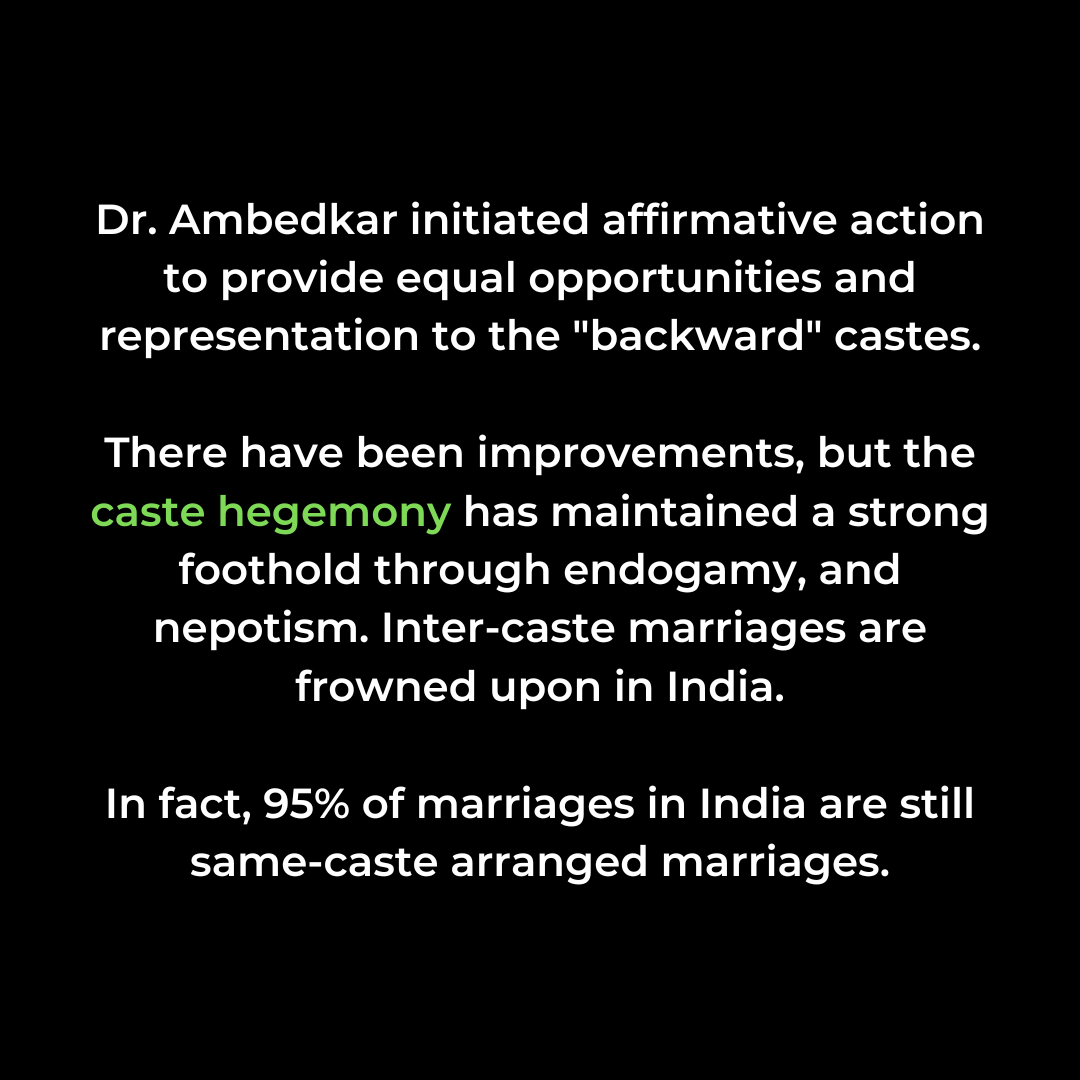 Dr. Ambedkar initiated affirmative action
to provide equal opportunities and
representation to the "backward" castes.
There have been improvements, but the
caste hegemony has maintained a strong
foothold through endogamy, and
nepotism. Inter-caste marriages are
frowned upon in India.
In fact, 95% of marriages in India are still
same-caste arranged marriages.